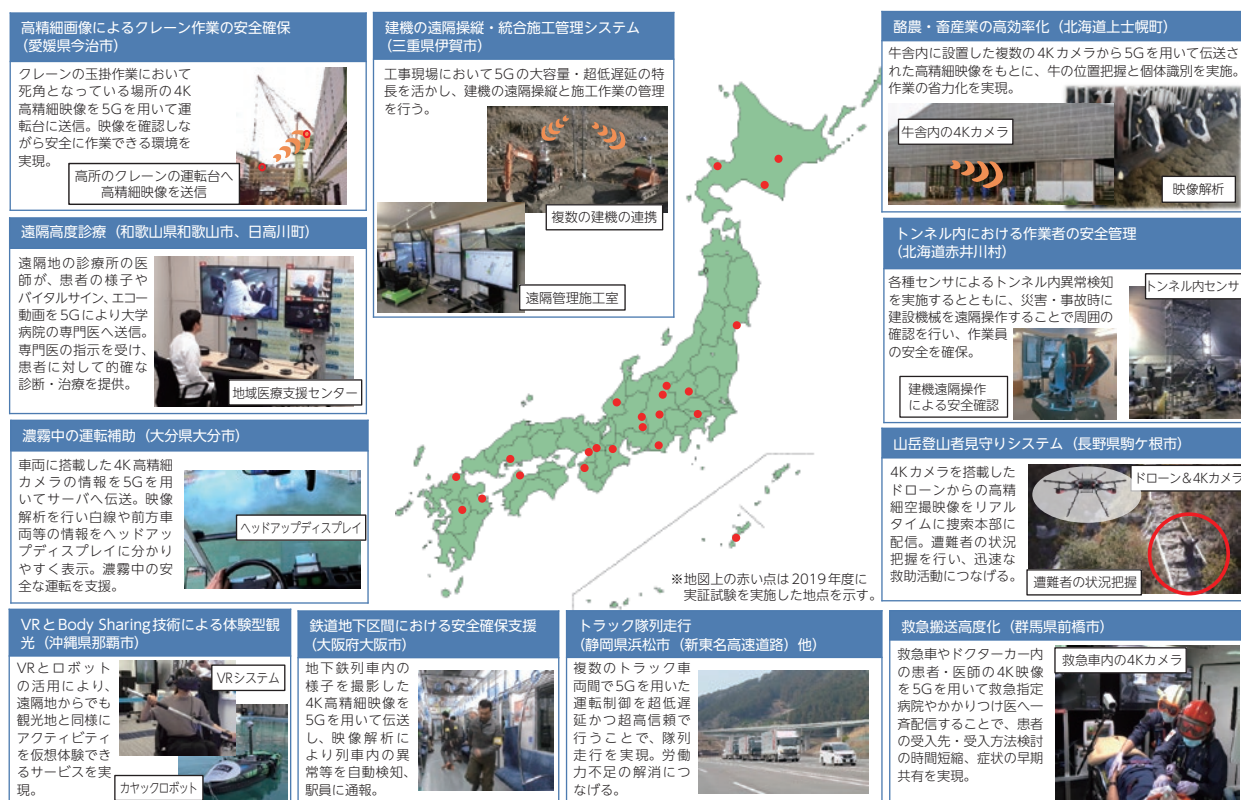 高精細画像によるクレーン作業の安全確保
（愛媛県今治市）
クレーンの玉掛作業において
死角となっている場所の4K
高精細映像を5Gを用いて運
転台に送信。映像を確認しな
がら安全に作業できる環境を
実現。
高所のクレーンの運転台へ
高精細映像を送信
建機の遠隔操縦・統合施工管理システム
（三重県伊賀市）
工事現場において5Gの大容量・超低遅延の特
長を活かし、建機の遠隔操縦と施工作業の管理
を行う。
複数の建機の連携
遠隔管理施工室
酪農・畜産業の高効率化（北海道上士幌町）
牛舎内に設置した複数の4Kカメラから5Gを用いて伝送さ
れた高精細映像をもとに、牛の位置把握と個体識別を実施。
作業の省力化を実現。
牛舎内の4Kカメラ
映像解析
遠隔高度診療（和歌山県和歌山市、日高川町）
遠隔地の診療所の医
師が、患者の様子や
バイタルサイン、エコー
動画を5Gにより大学
病院の専門医へ送信。
専門医の指示を受け、
患者に対して的確な
診断・治療を提供。
地域医療支援センター
トンネル内における作業者の安全管理
（北海道赤井川村）
各種センサによるトンネル内異常検知
を実施するとともに、災害・事故時に
建設機械を遠隔操作することで周囲の
確認を行い、作業員
の安全を確保。
トンネル内センサ
建機遠隔操作
による安全確認
濃霧中の運転補助（大分県大分市）
車両に搭載した4K高精細
カメラの情報を5Gを用
いてサーバへ伝送。映像
解析を行い白線や前方車
両等の情報をヘッドアッ
プディスプレイに分かり
やすく表示。濃霧中の安
全な運転を支援。
ヘッドアップディスプレイ
山岳登山者見守りシステム（長野県駒ケ根市）
4Kカメラを搭載した
ドローンからの高精
細空撮映像をリアル
タイムに捜索本部に
配信。遭難者の状況
把握を行い、迅速な
救助活動につなげる。
ドローン＆4Kカメラ
遭難者の状況把握
※地図上の赤い点は2019年度に
実証試験を実施した地点を示す。
VRとBody Sharing技術による体験型観
光（沖縄県那覇市）
VRとロボット
の活用により、
遠隔地からでも
観光地と同様に
アクティビティ
を仮想体験でき
るサービスを実
現。
VRシステム
カヤックロボット
鉄道地下区間における安全確保支援
（大阪府大阪市）
地下鉄列車内の
様子を撮影した
4K高精細映像を
5Gを用いて伝送
し、映像解析に
より列車内の異
常等を自動検知、
駅員に通報。
トラック隊列走行
（静岡県浜松市（新東名高速道路）他）
複数のトラック車
両間で5Gを用いた
運転制御を超低遅
延かつ超高信頼で
行うことで、隊列
走行を実現。労働
力不足の解消につ
なげる。
救急搬送高度化（群馬県前橋市）
救急車やドクターカー内
の患者・医師の4K映像
を5Gを用いて救急指定
病院やかかりつけ医へ一
斉配信することで、患者
の受入先・受入方法検討
の時間短縮、症状の早期
共有を実現。
救急車内の4Kカメラ